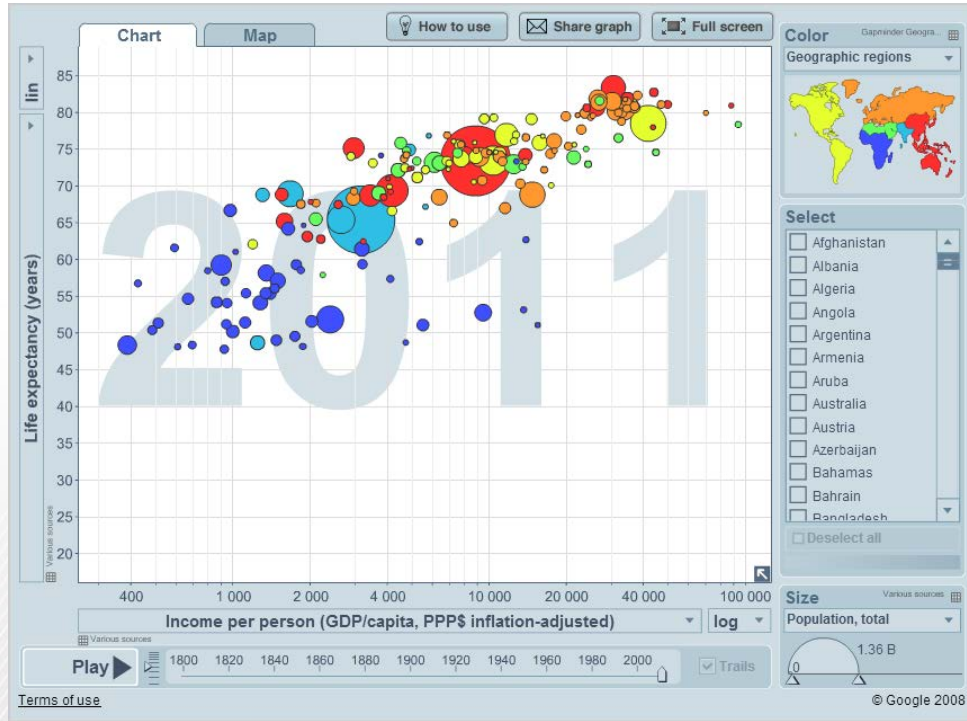 Chart
Map
How to use
Share graph
Full screen
lin
Life expectancy (years)
Various sources
2011
85
80
75
70
65
60
55
50
45
40
35
30
25
20
400
1 000
2 000
4 000
10 000
20 000
40 000
100 000
Income per person (GDP/capita, PPP$ inflation-adjusted)
log
Various sources
Play
1800 1820 1840 1860 1880 1900 1920 1940 1960 1980 2000
Trails
Terms of use
Color
Gapminder Geogra...
Geographic regions
Select
Afghanistan
Albania
Algeria
Angola
Argentina
Armenia
Aruba
Australia
Austria
Azerbaijan
Bahamas
Bahrain
Bangladesh
Deselect all
Size
Various sources
Population, total
1.36 B
0
© Google 2008